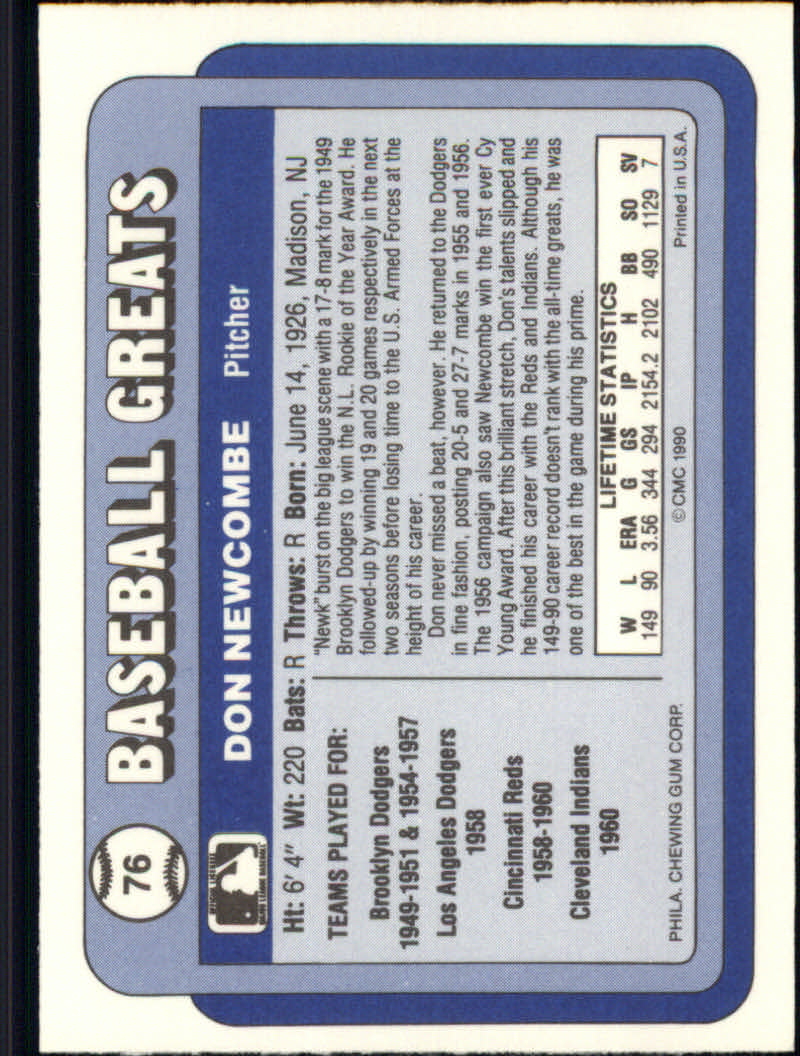 76
BASEBALL GREATS
DON NEWCOMBE Pitcher
Ht: 6' 4" Wt: 220 Bats: R Throws: R Born: June 14, 1926, Madison, NJ
TEAMS PLAYED FOR:
Brooklyn Dodgers
1949-1951 & 1954-1957
Los Angeles Dodgers
1958
Cincinnati Reds
1958-1960
Cleveland Indians
1960
"Newk" burst on the big league scene with a 17-8 mark for the 1949
Brooklyn Dodgers to win the N.L. Rookie of the Year Award. He
followed-up by winning 19 and 20 games respectively in the next
two seasons before losing time to the U.S. Armed Forces at the
height of his career.
Don never missed a beat, however. He returned to the Dodgers
in fine fashion, posting 20-5 and 27-7 marks in 1955 and 1956.
The 1956 campaign also saw Newcombe win the first ever Cy
Young Award. After this brilliant stretch, Don's talents slipped and
he finished his career with the Reds and Indians. Although his
149-90 career record doesn't rank with the all-time greats, he was
one of the best in the game during his prime.
LIFETIME STATISTICS
W L ERA G GS IP H BB SO SV
149 90 3.56 344 294 2154.2 2102 490 1129 7
PHILA. CHEWING GUM CORP. © CMC 1990 Printed in U.S.A.